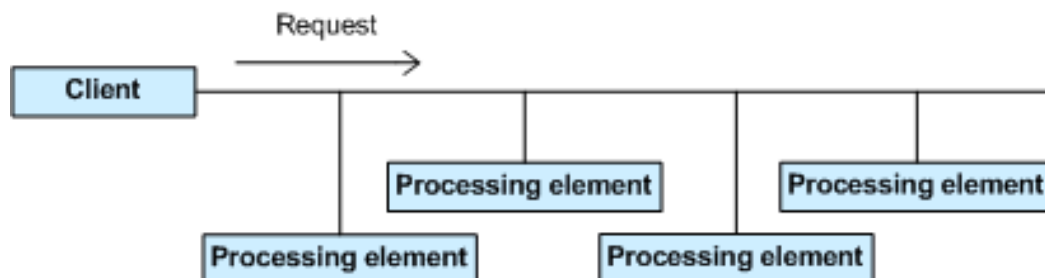 Request
Client
Processing element
Processing element
Processing element
Processing element